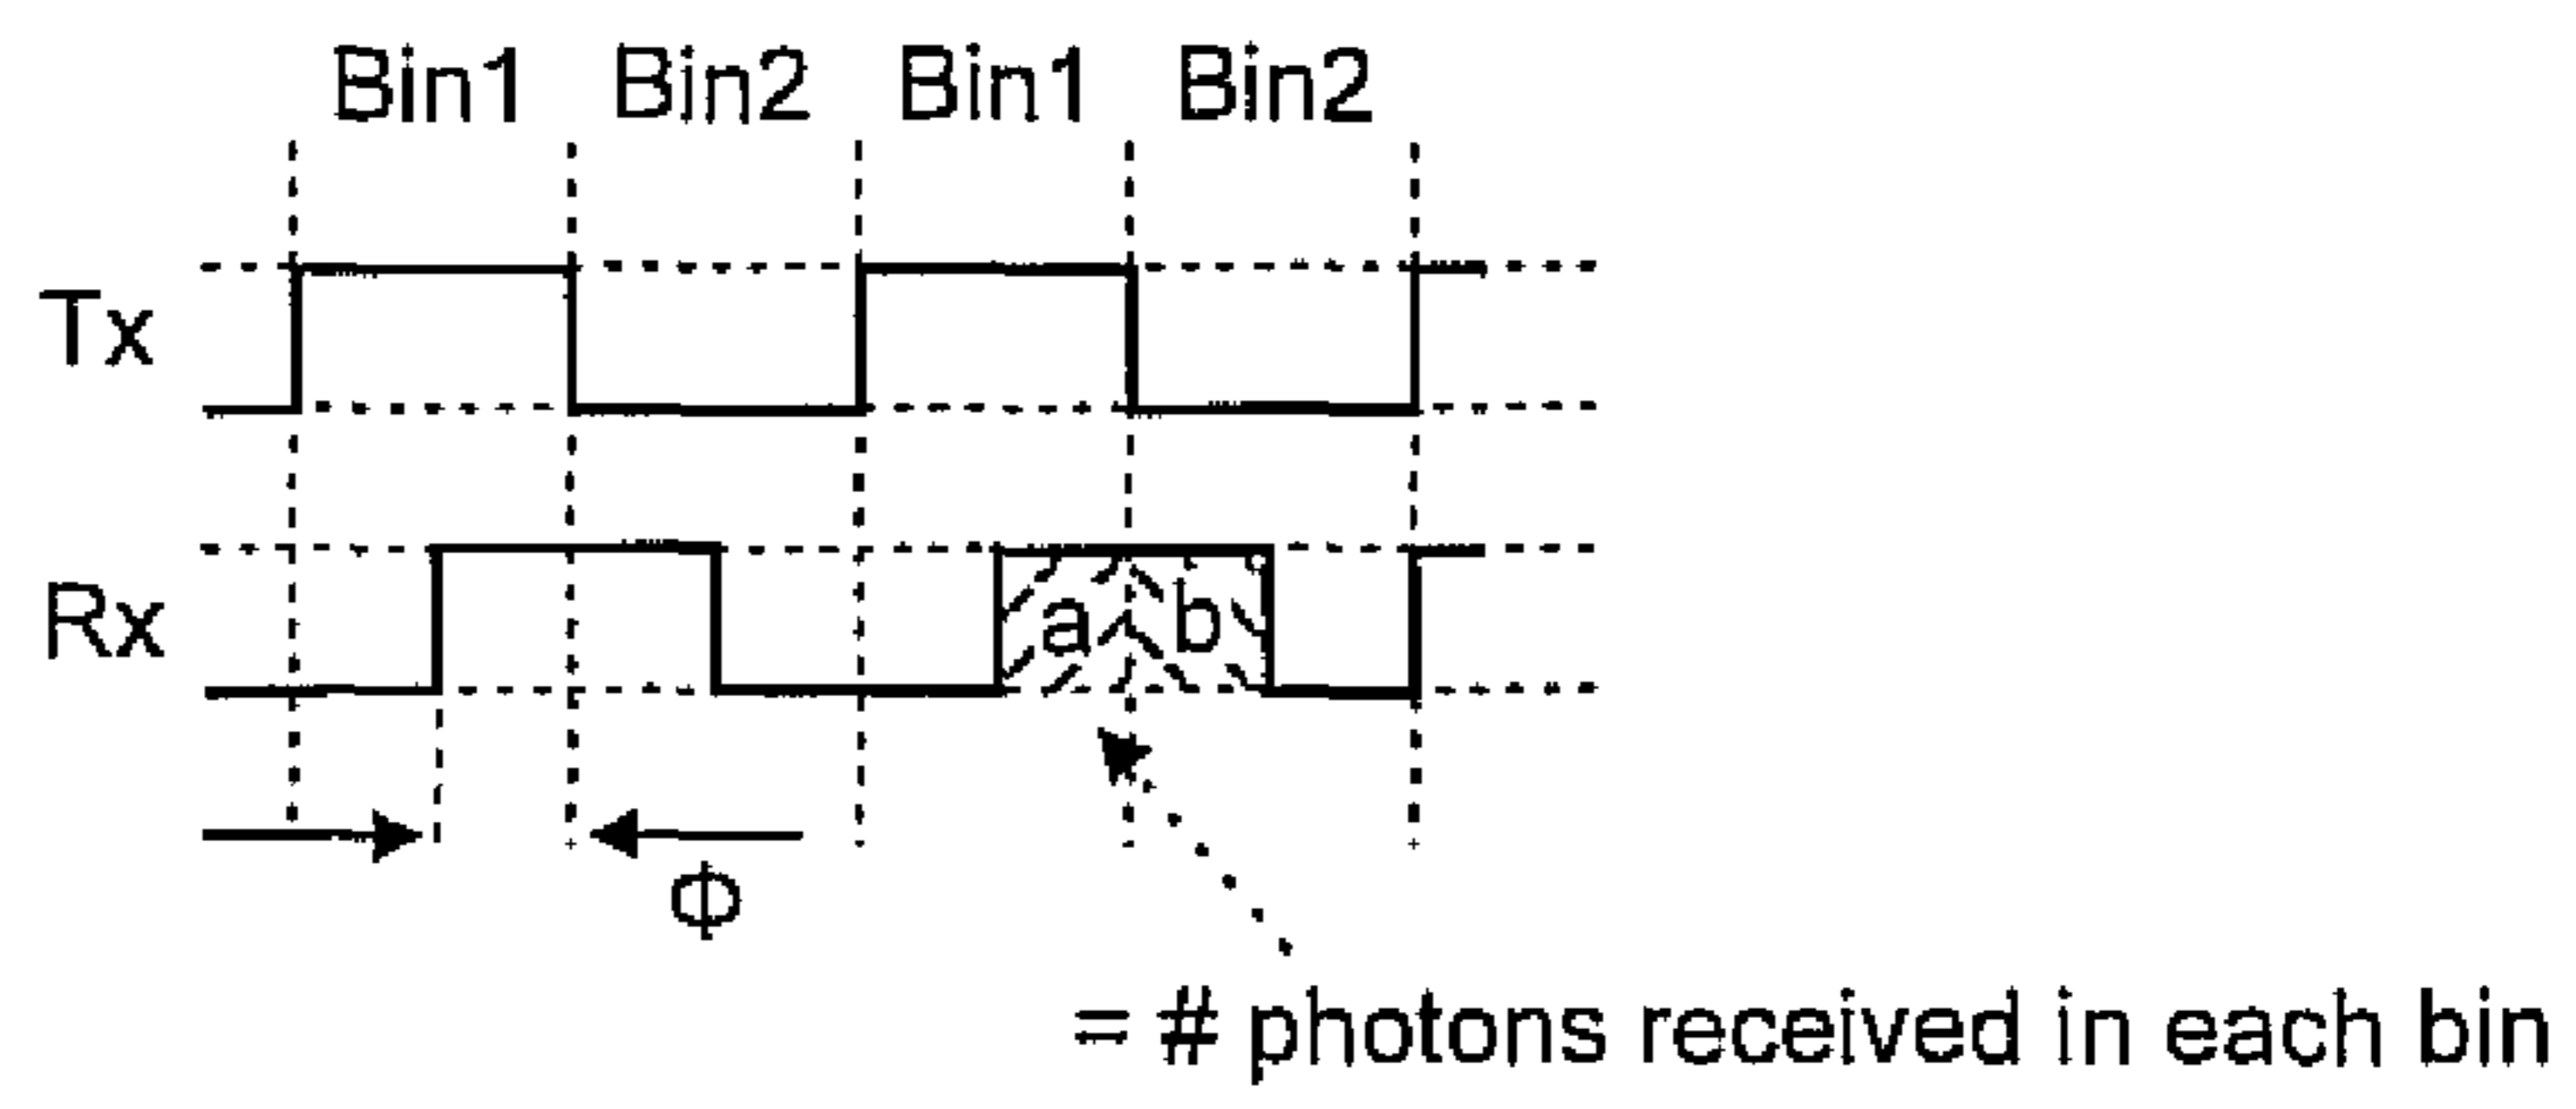 Bin1 Bin2 Bin1 Bin2
Tx
Rx
a b
Φ
= # photons received in each bin